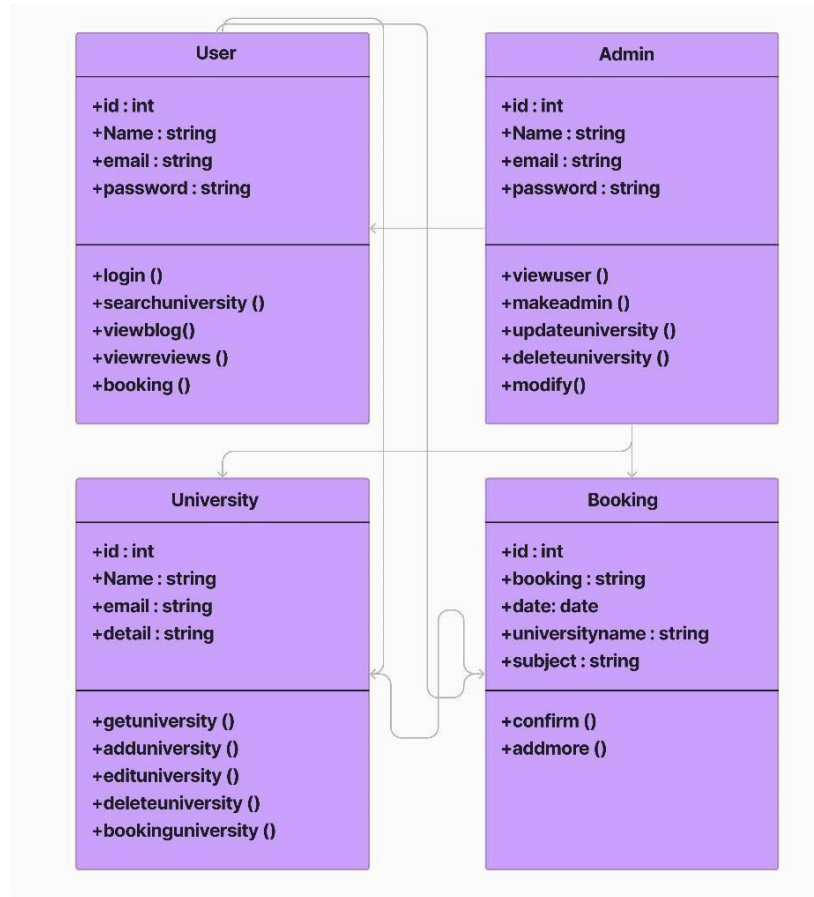 User
+id : int
+Name : string
+email : string
+password : string
+login ()
+searchuniversity ()
+viewblog()
+viewreviews ()
+booking ()
Admin
+id : int
+Name : string
+email : string
+password : string
+viewuser ()
+makeadmin ()
+updateuniversity ()
+deleteuniversity ()
+modify()
University
+id : int
+Name : string
+email : string
+detail : string
+getuniversity ()
+adduniversity ()
+edituniversity ()
+deleteuniversity ()
+bookinguniversity ()
Booking
+id : int
+booking : string
+date: date
+universityname : string
+subject : string
+confirm ()
+addmore ()